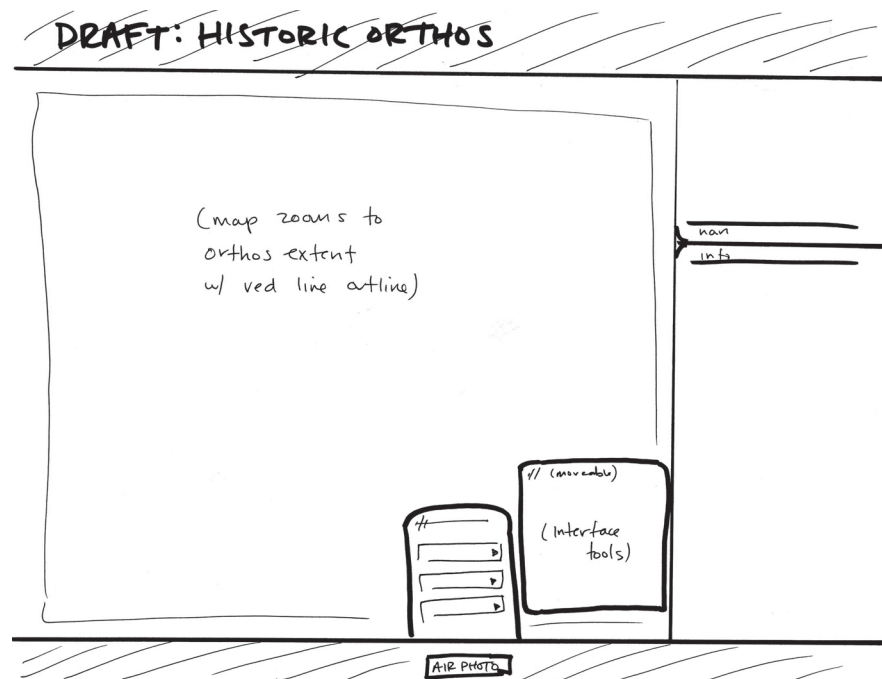 DRAFT: HISTORIC ORTHOS
(map zooms to
orthos extent
w/ red line outline)
nav
info
// (moveable)
(Interface
tools)
//
AIR PHOTO